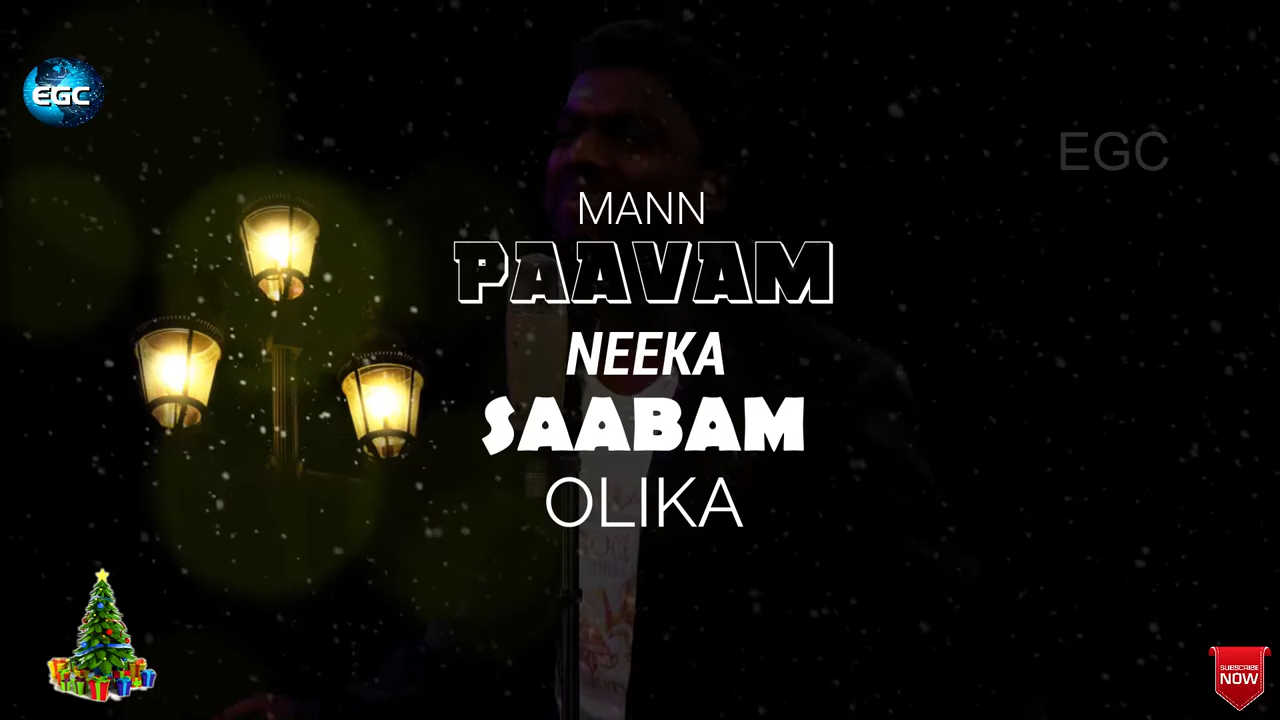 EGC
EGC
MANN
PAAVAM
NEEKA
SAABAM
OLIKA
SUBSCRIBE
NOW